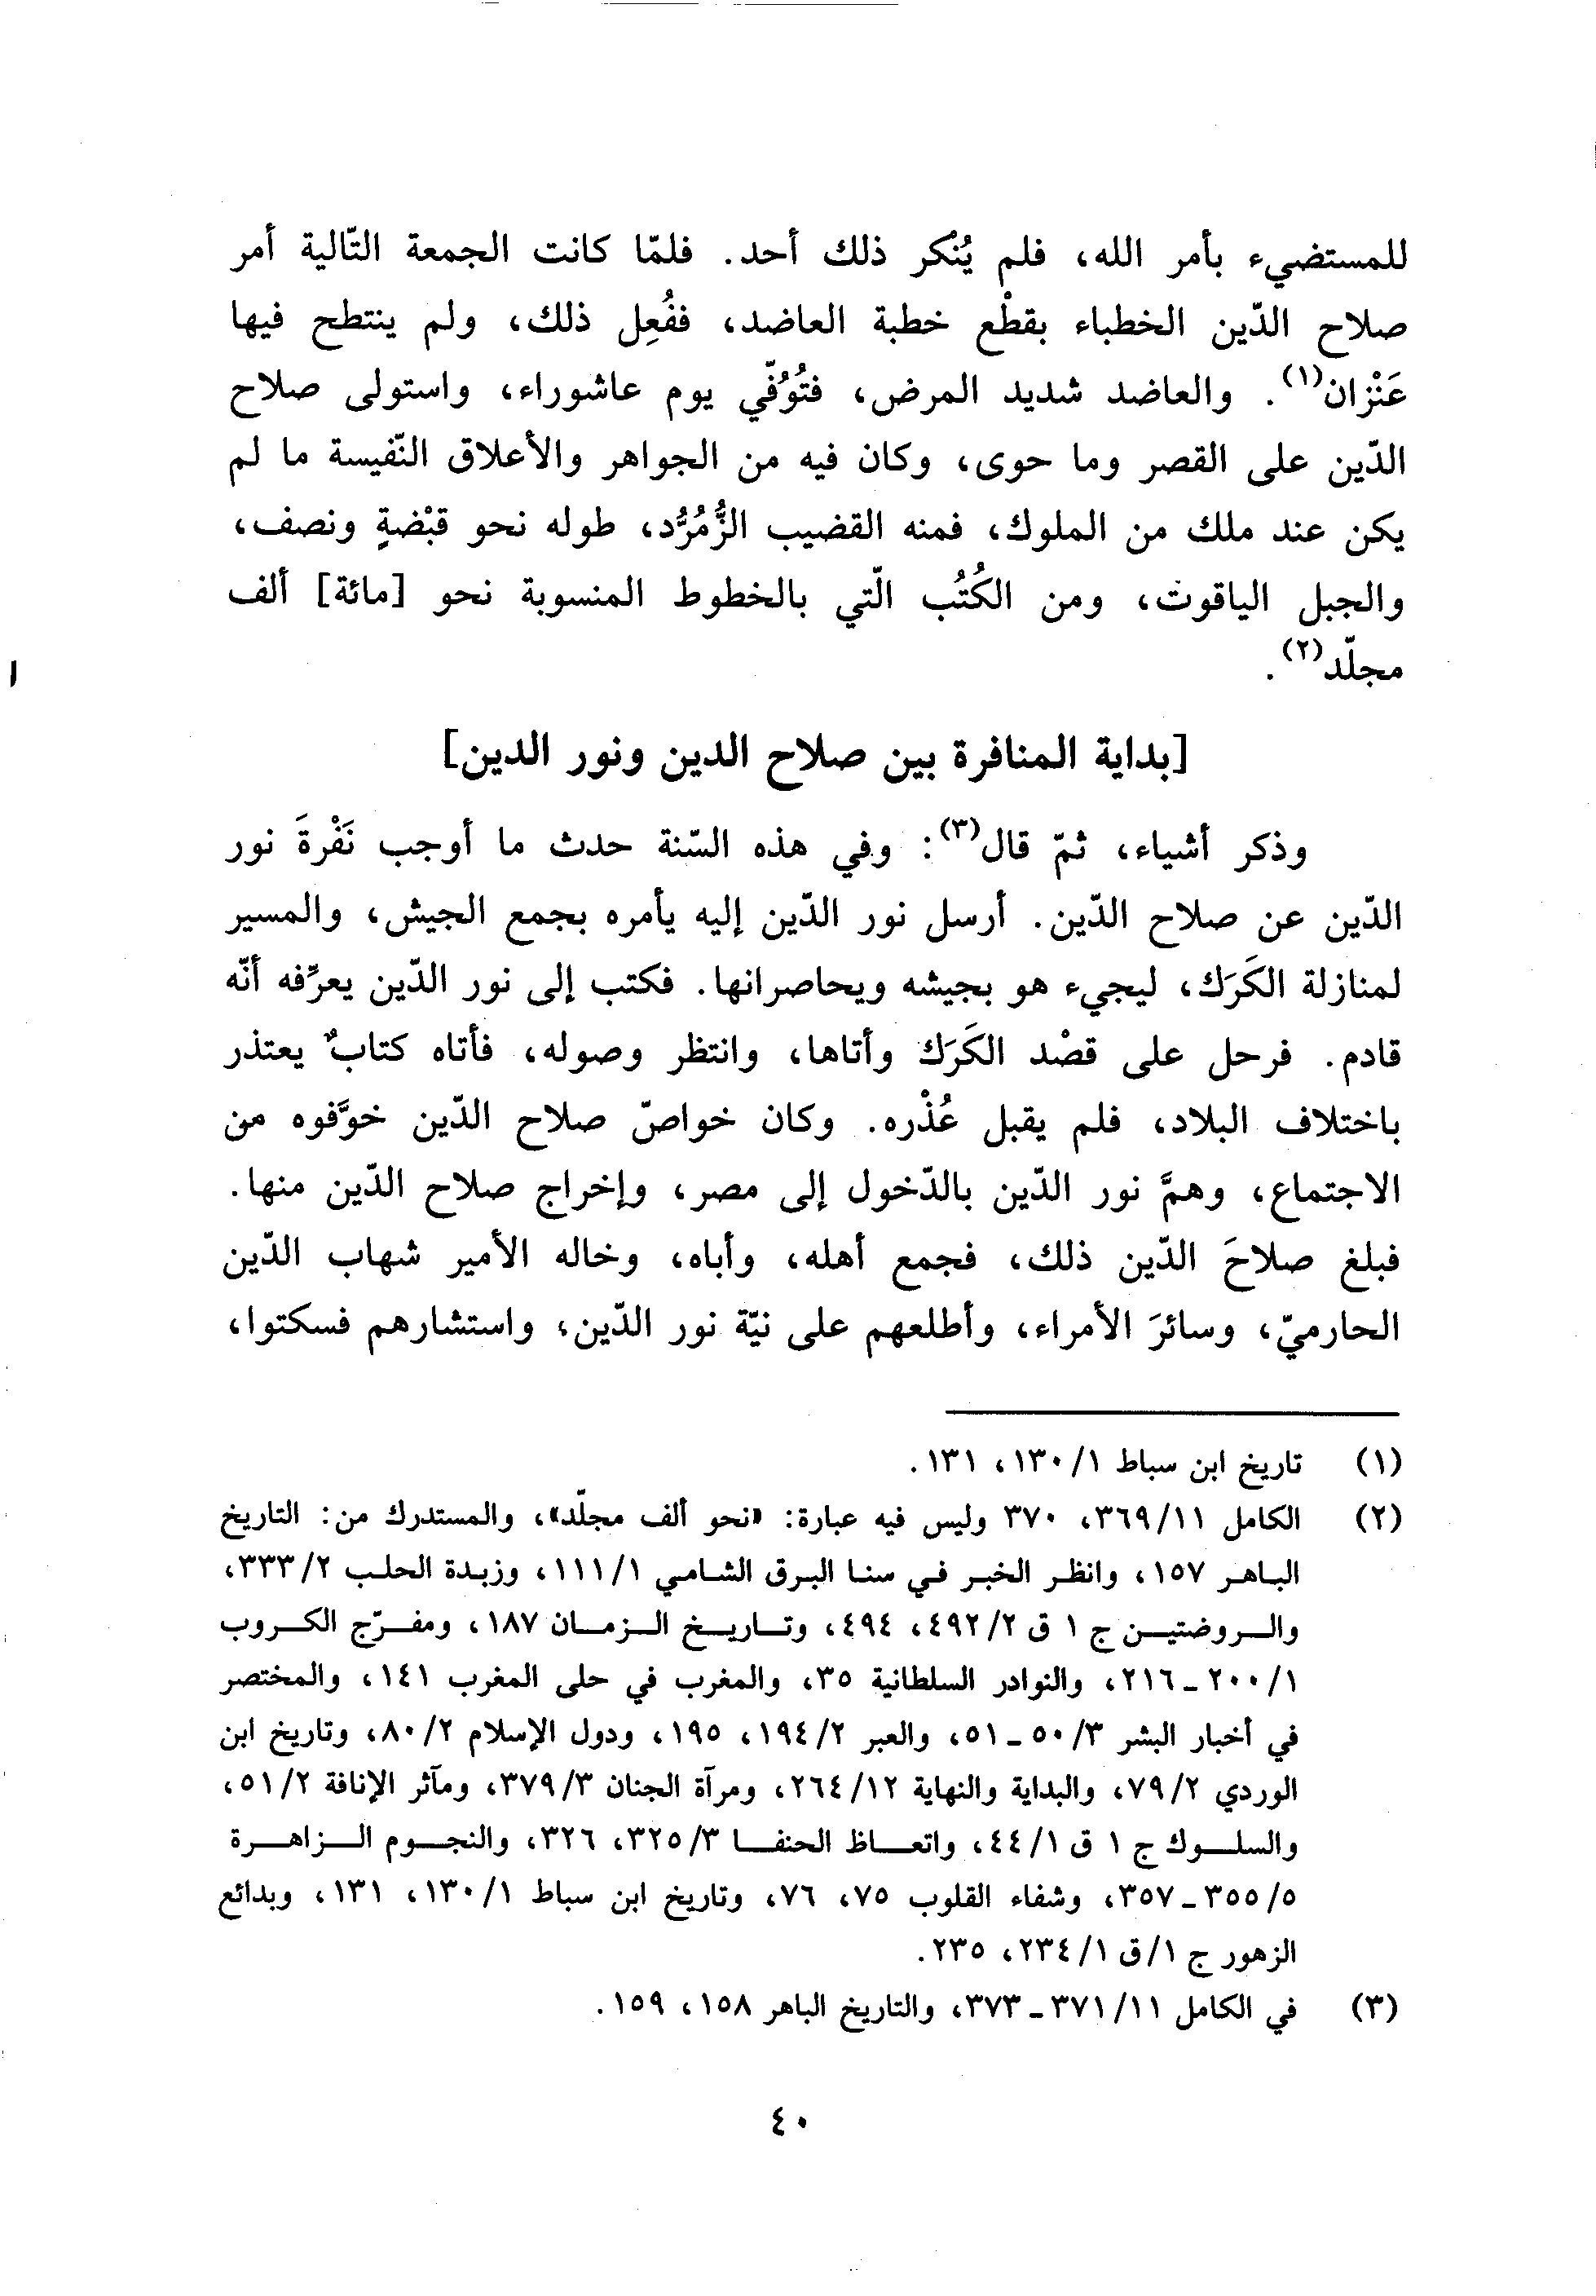 للمستضيء بأمر الله، فلم يُنْكر ذلك أحد. فلمّا كانت الجمعة التّالية أمر
صلاح الدّين الخطباء بقطْع خطبة العاضد، ففُعِل ذلك، ولم ينتطح فيها
عَنْزان(١). والعاضد شديد المرض، فتُوُفّي يوم عاشوراء، واستولى صلاح
الدّين على القصر وما حوى، وكان فيه من الجواهر والأعلاق النّفيسة ما لم
يكن عند ملك من الملوك، فمنه القضيب الزُّمُرُّد، طوله نحو قبْضةٍ ونصف،
والجبل الياقوت، ومن الكُتُب الّتي بالخطوط المنسوبة نحو [مائة] ألف
مجلّد(٢).
[بداية المنافرة بين صلاح الدين ونور الدين]
وذكر أشياء، ثمّ قال(٣): وفي هذه السّنة حدث ما أوجب نَفْرةَ نور
الدّين عن صلاح الدّين. أرسل نور الدّين إليه يأمره بجمع الجيش، والمسير
لمنازلة الكَرَك، ليجيء هو بجيشه ويحاصرانها. فكتب إلى نور الدّين يعرِّفه أنّه
قادم. فرحل على قصْد الكَرَك وأتاها، وانتظر وصوله، فأتاه كتابٌ يعتذر
باختلاف البلاد، فلم يقبل عُذْره. وكان خواصّ صلاح الدّين خوَّفوه من
الاجتماع، وهمَّ نور الدّين بالدّخول إلى مصر، وإخراج صلاح الدّين منها.
فبلغ صلاحَ الدّين ذلك، فجمع أهله، وأباه، وخاله الأمير شهاب الدّين
الحارميّ، وسائرَ الأمراء، وأطلعهم على نيّة نور الدّين، واستشارهم فسكتوا،
(١) تاريخ ابن سباط ١/ ١٣٠، ١٣١.
(٢) الكامل ١١/ ٣٦٩، ٣٧٠ وليس فيه عبارة: «نحو ألف مجلّد»، والمستدرك من: التاريخ
الباهر ١٥٧، وانظر الخبر في سنا البرق الشامي ١/ ١١١، وزبدة الحلب ٢/ ٣٣٣،
والروضتين ج ١ ق ٢/ ٤٩٢، ٤٩٤، وتاريخ الزمان ١٨٧، ومفرّج الكروب
١/ ٢٠٠ ـ ٢١٦، والنوادر السلطانية ٣٥، والمغرب في حلى المغرب ١٤١، والمختصر
في أخبار البشر ٣/ ٥٠ ـ ٥١، والعبر ٢/ ١٩٤، ١٩٥، ودول الإسلام ٢/ ٨٠، وتاريخ ابن
الوردي ٢/ ٧٩، والبداية والنهاية ١٢/ ٢٦٤، ومرآة الجنان ٣/ ٣٧٩، ومآثر الإنافة ٢/ ٥١،
والسلوك ج ١ ق ١/ ٤٤، واتعاظ الحنفا ٣/ ٣٢٥، ٣٢٦، والنجوم الزاهرة
٥/ ٣٥٥ ـ ٣٥٧، وشفاء القلوب ٧٥، ٧٦، وتاريخ ابن سباط ١/ ١٣٠، ١٣١، وبدائع
الزهور ج ١/ ق ١/ ٢٣٤، ٢٣٥.
(٣) في الكامل ١١/ ٣٧١ ـ ٣٧٣، والتاريخ الباهر ١٥٨، ١٥٩.
٤٠